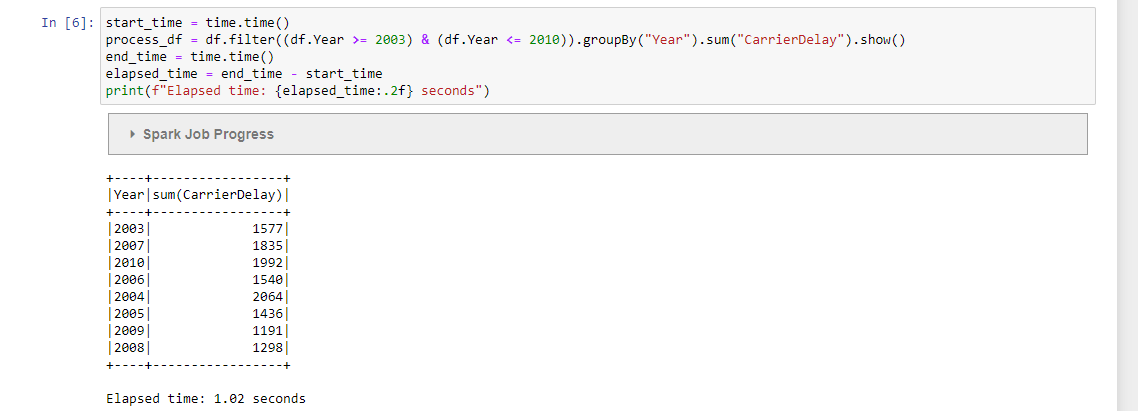 In [6]: start_time = time.time()
process_df = df.filter((df.Year >= 2003) & (df.Year <= 2010)).groupBy("Year").sum("CarrierDelay").show()
end_time = time.time()
elapsed_time = end_time - start_time
print(f"Elapsed time: {elapsed_time:.2f} seconds")
Spark Job Progress
+----+-----------------+
|Year|sum(CarrierDelay)|
+----+-----------------+
|2003|             1577|
|2007|             1835|
|2010|             1992|
|2006|             1540|
|2004|             2064|
|2005|             1436|
|2009|             1191|
|2008|             1298|
+----+-----------------+
Elapsed time: 1.02 seconds